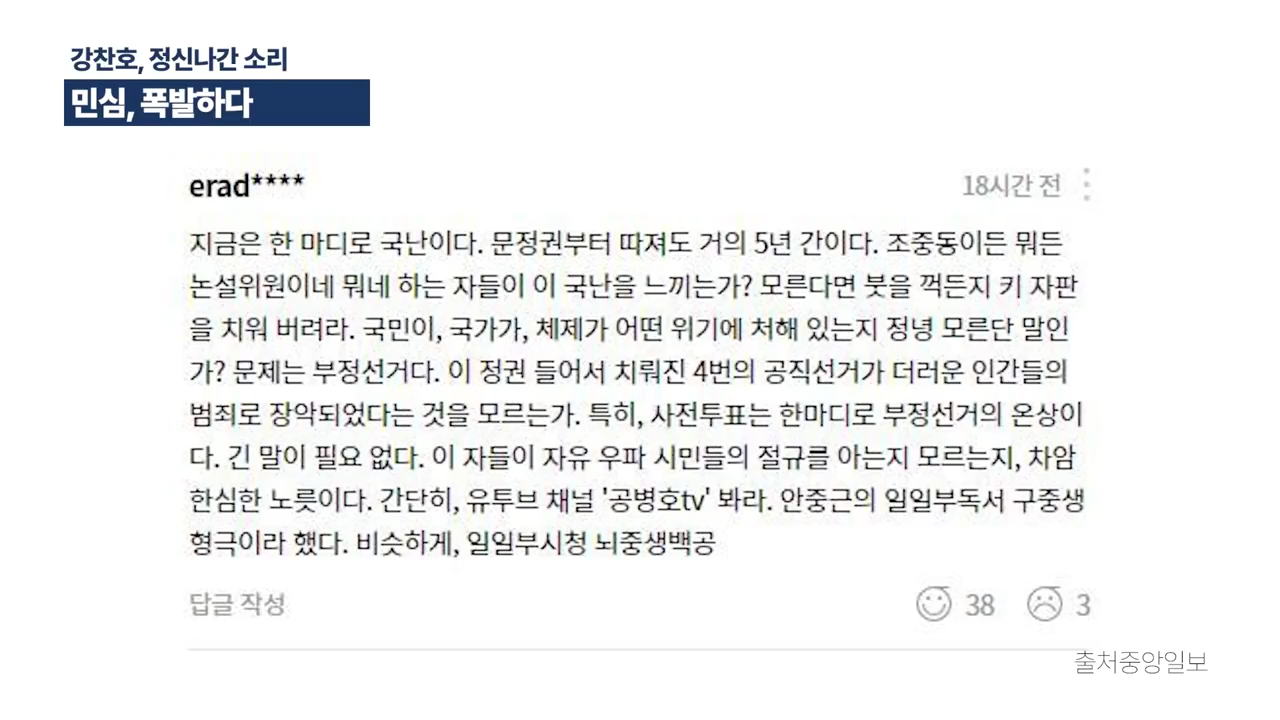 강찬호, 정신나간 소리
민심, 폭발하다
erad****
18시간 전
지금은 한 마디로 국난이다. 문정권부터 따져도 거의 5년 간이다. 조중동이든 뭐든
논설위원이네 뭐네 하는 자들이 이 국난을 느끼는가? 모른다면 붓을 꺽든지 키 자판
을 치워 버려라. 국민이, 국가가, 체제가 어떤 위기에 처해 있는지 정녕 모른단 말인
가? 문제는 부정선거다. 이 정권 들어서 치뤄진 4번의 공직선거가 더러운 인간들의
범죄로 장악되었다는 것을 모르는가. 특히, 사전투표는 한마디로 부정선거의 온상이
다. 긴 말이 필요 없다. 이 자들이 자유 우파 시민들의 절규를 아는지 모르는지, 차암
한심한 노릇이다. 간단히, 유투브 채널 '공병호tv' 봐라. 안중근의 일일부독서 구중생
형극이라 했다. 비슷하게, 일일부시청 뇌중생백공
답글 작성
38
3
출처중앙일보